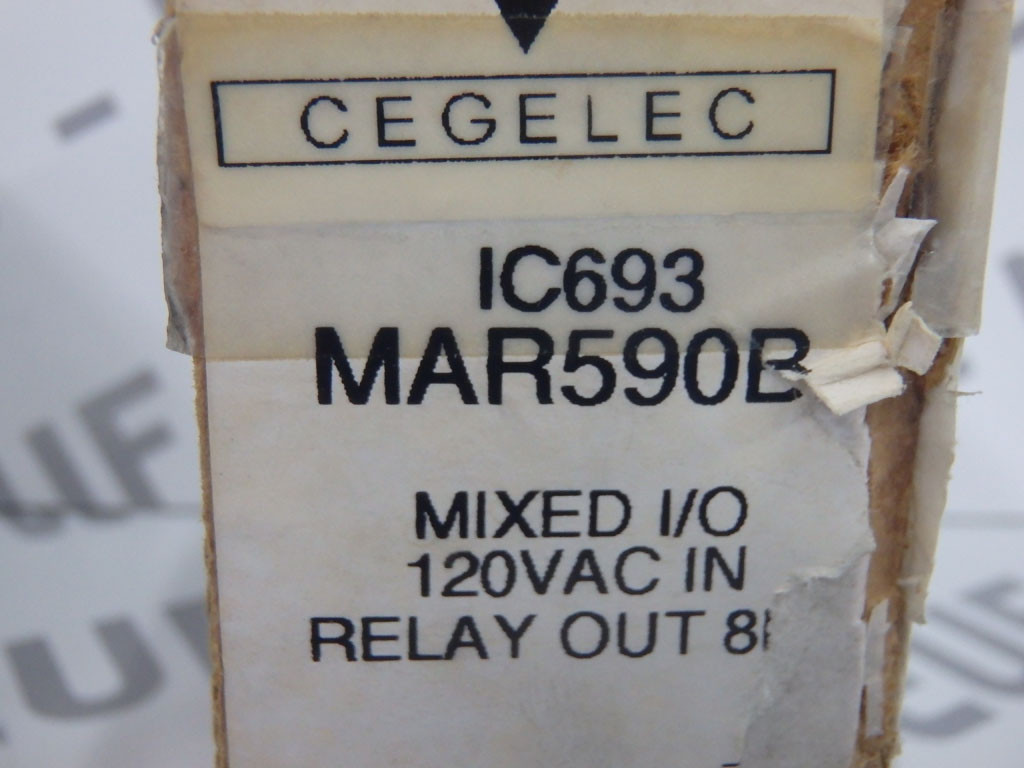 CEGELEC
IC693
MAR590B
MIXED I/O
120VAC IN
RELAY OUT